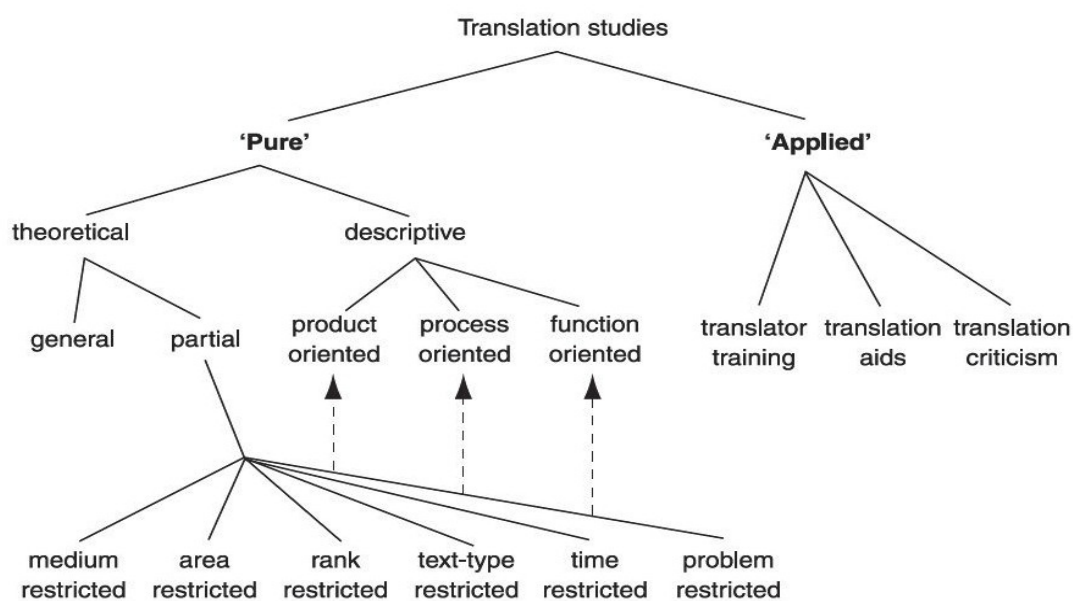 Translation studies
‘Pure’
‘Applied’
theoretical
descriptive
general
partial
product
oriented
process
oriented
function
oriented
translator
training
translation
aids
translation
criticism
medium
restricted
area
restricted
rank
restricted
text-type
restricted
time
restricted
problem
restricted